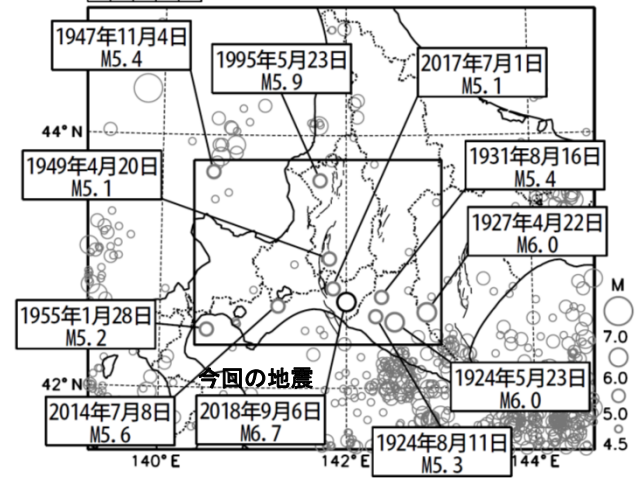 1947年11月4日
M5.4
1995年5月23日
M5.9
2017年7月1日
M5.1
44°N
1949年4月20日
M5.1
1931年8月16日
M5.4
1927年4月22日
M6.0
M
1955年1月28日
M5.2
7.0
今回の地震
6.0
42°N
1924年5月23日
M6.0
2014年7月8日
M5.6
2018年9月6日
M6.7
5.0
1924年8月11日
M5.3
4.5
140°E
142°E
144°E